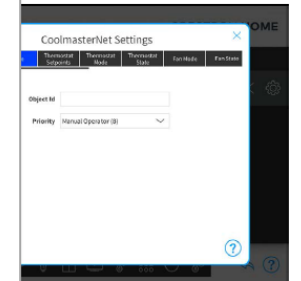 CoolmasterNet Settings
Thermostat Setpoints
Thermostat Mode
Thermostat State
Fan Mode
Fan State
Object Id
Priority Manual Operator (8)
?
?